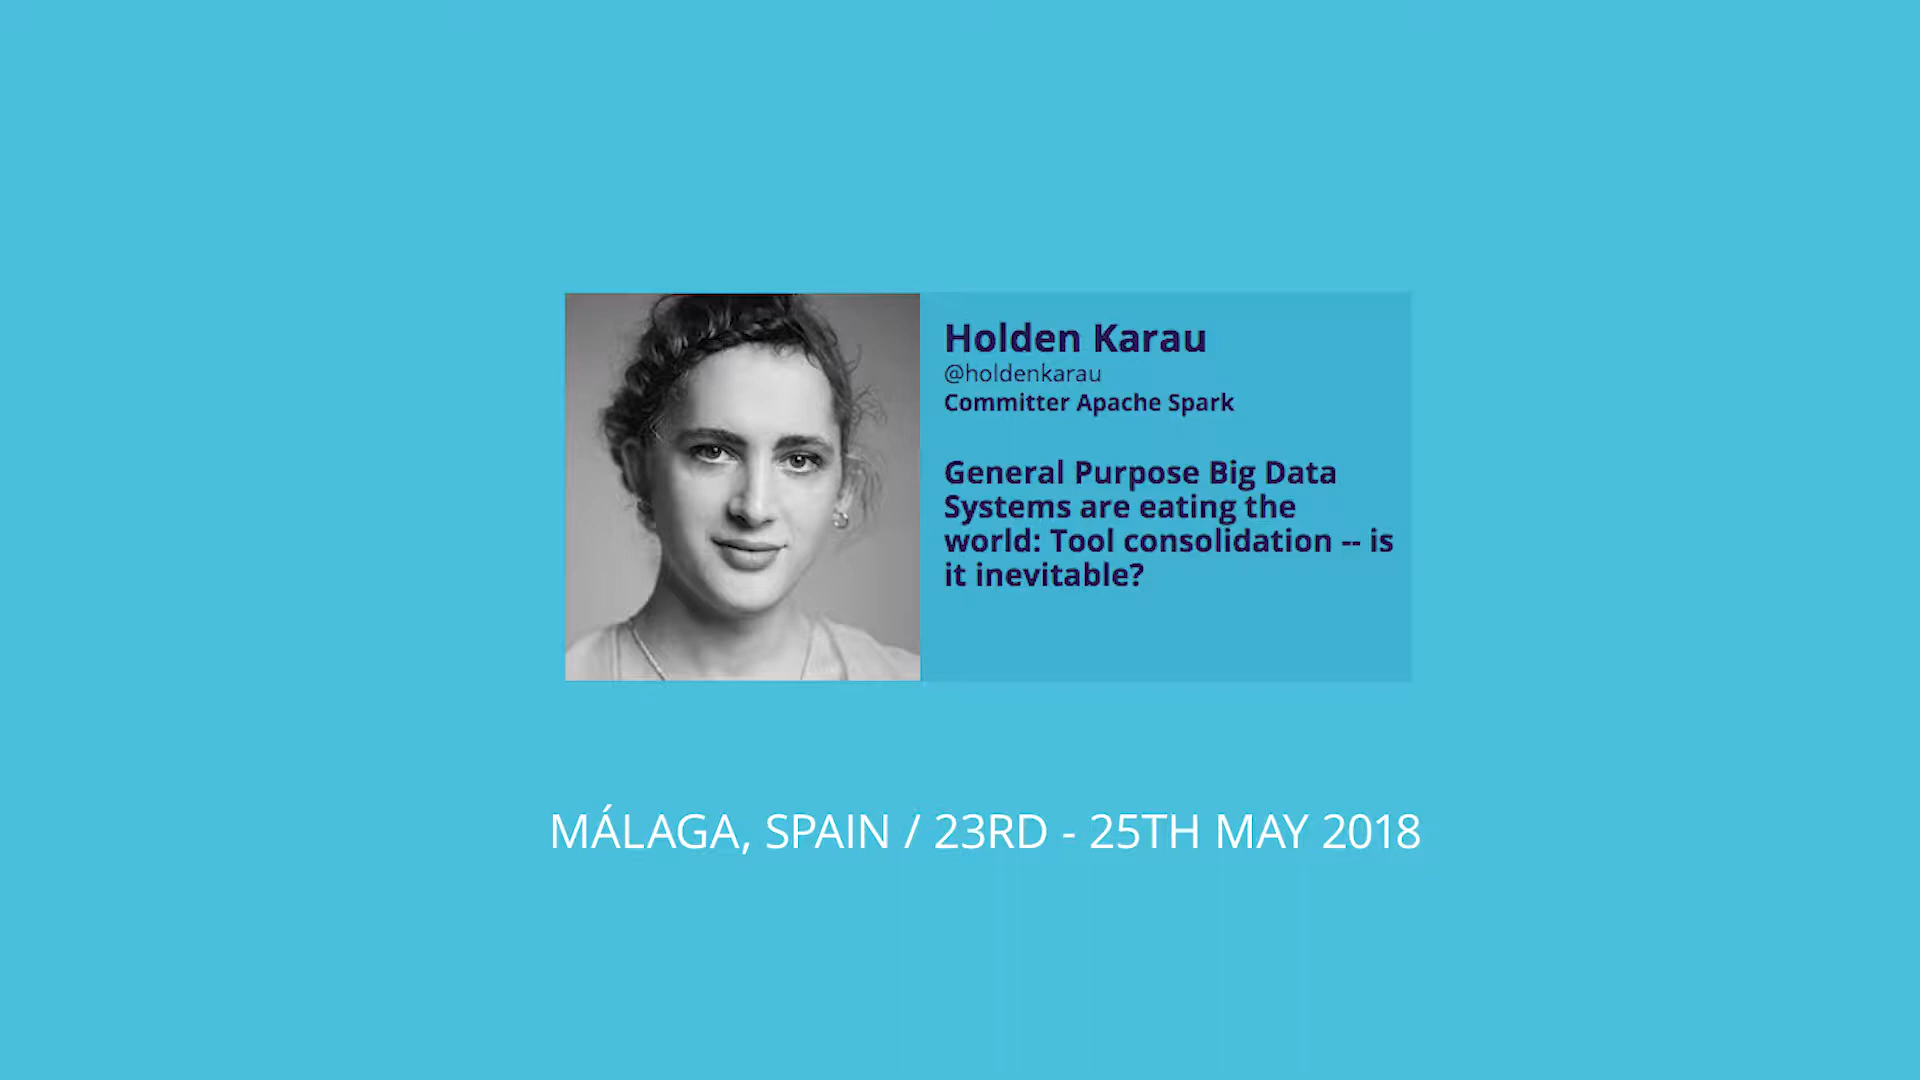 Holden Karau
@holdenkarau
Committer Apache Spark
General Purpose Big Data
Systems are eating the
world: Tool consolidation -- is
it inevitable?
MÁLAGA, SPAIN / 23RD - 25TH MAY 2018